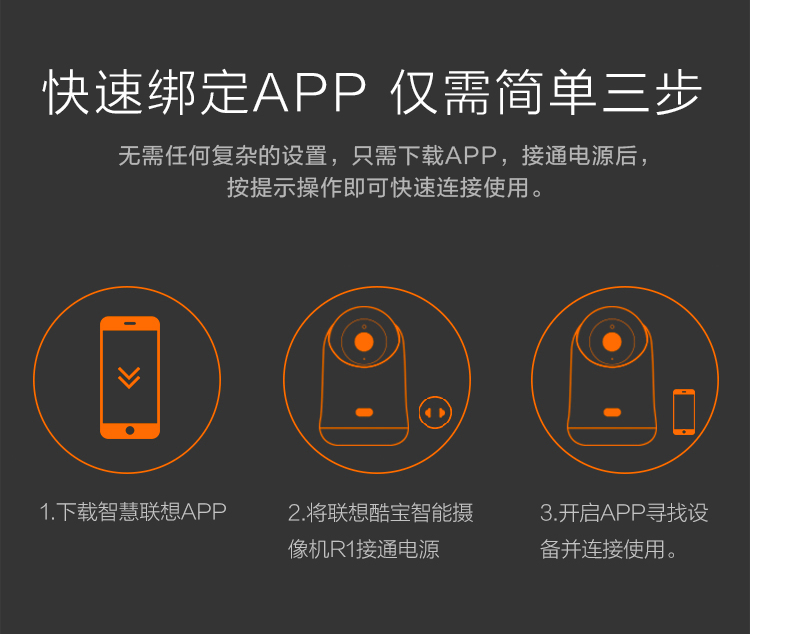 快速绑定APP 仅需简单三步
无需任何复杂的设置，只需下载APP，接通电源后，
按提示操作即可快速连接使用。
1.下载智慧联想APP
2.将联想酷宝智能摄
像机R1接通电源
3.开启APP寻找设
备并连接使用。